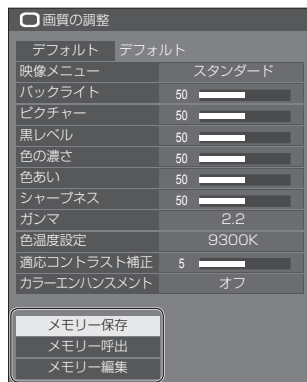 画質の調整
デフォルト デフォルト
映像メニュー スタンダード
バックライト 50
ピクチャー 50
黒レベル 50
色の濃さ 50
色あい 50
シャープネス 50
ガンマ 2.2
色温度設定 9300K
適応コントラスト補正 5
カラーエンハンスメント オフ
メモリー保存
メモリー呼出
メモリー編集